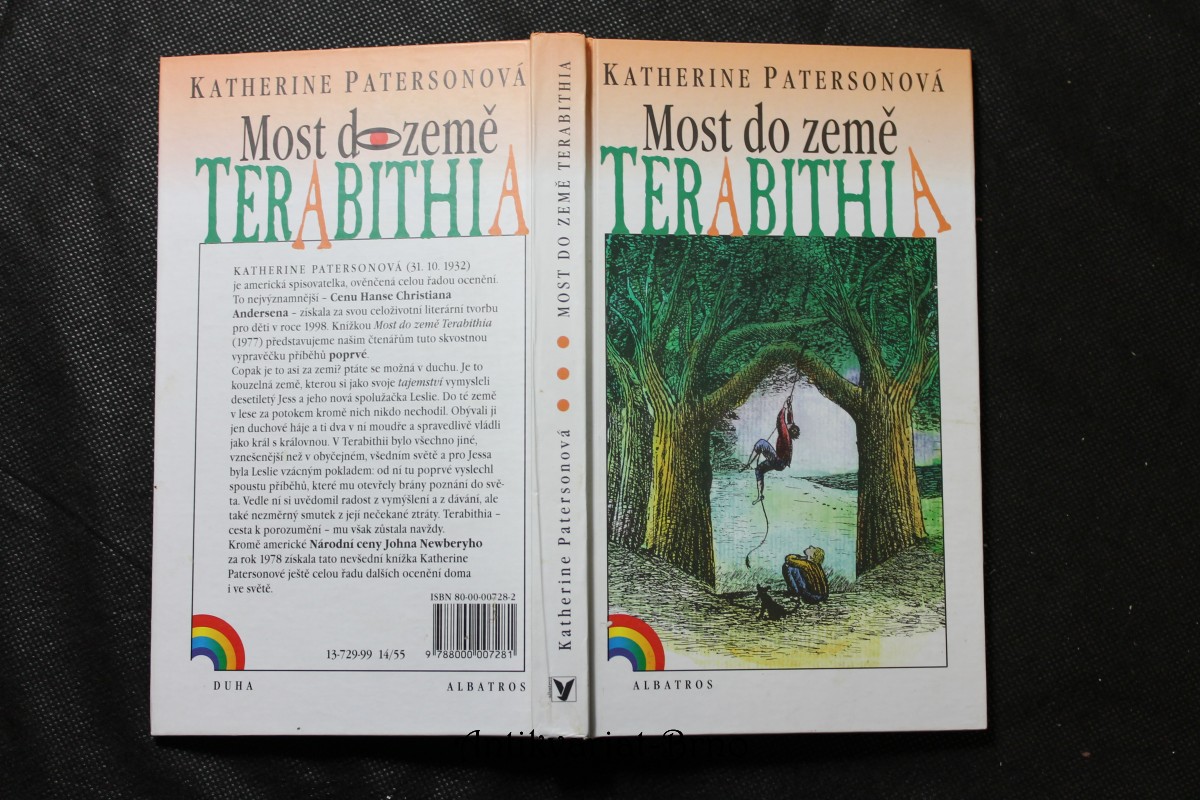 KATHERINE PATERSONOVÁ
Most do země
TERABITHIA
KATHERINE PATERSONOVÁ (31. 10. 1932)
je americká spisovatelka, ověnčená celou řadou ocenění.
To nejvýznamnější – Cenu Hanse Christiana
Andersena – získala za svou celoživotní literární tvorbu
pro děti v roce 1998. Knížkou Most do země Terabithia
(1977) představujeme našim čtenářům tuto skvostnou
vypravěčku příběhů poprvé.
Copak je to asi za zemi? ptáte se možná v duchu. Je to
kouzelná země, kterou si jako svoje tajemství vymysleli
desetiletý Jess a jeho nová spolužačka Leslie. Do té země
v lese za potokem kromě nich nikdo nechodil. Obývali ji
jen duchové háje a ti dva v ní moudře a spravedlivě vládli
jako král s královnou. V Terabithii bylo všechno jiné,
vznešenější než v obyčejném, všedním světě a pro Jessa
byla Leslie vzácným pokladem: od ní tu poprvé vyslechl
spoustu příběhů, které mu otevřely brány poznání do svě-
ta. Vedle ní si uvědomil radost z vymýšlení a z dávání, ale
také nezměrný smutek z její nečekané ztráty. Terabithia –
cesta k porozumění – mu však zůstala navždy.
Kromě americké Národní ceny Johna Newberyho
za rok 1978 získala tato nevšední knížka Katherine
Patersonové ještě celou řadu dalších ocenění doma
i ve světě.
ISBN 80-00-00728-2
13-729-99 14/55
9 788000 007281
DUHA
ALBATROS
Katherine Patersonová • • • MOST DO ZEMĚ TERABITHIA
KATHERINE PATERSONOVÁ
Most do země
TERABITHIA
ALBATROS